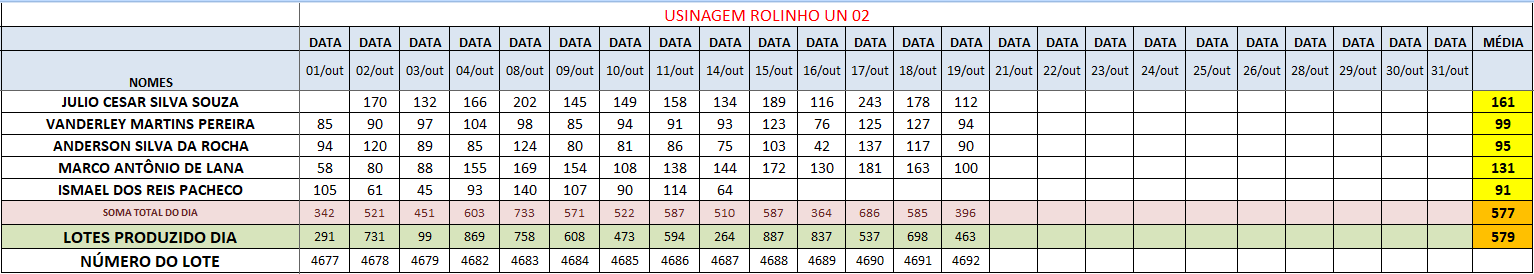 USINAGEM ROLINHO UN 02
DATA DATA DATA DATA DATA DATA DATA DATA DATA DATA DATA DATA DATA DATA DATA DATA DATA DATA DATA DATA DATA DATA DATA DATA MÉDIA
NOMES 01/out 02/out 03/out 04/out 08/out 09/out 10/out 11/out 14/out 15/out 16/out 17/out 18/out 19/out 21/out 22/out 23/out 24/out 25/out 26/out 28/out 29/out 30/out 31/out
JULIO CESAR SILVA SOUZA 170 132 166 202 145 149 158 134 189 116 243 178 112 161
VANDERLEY MARTINS PEREIRA 85 90 97 104 98 85 94 91 93 123 76 125 127 94 99
ANDERSON SILVA DA ROCHA 94 120 89 85 124 80 81 86 75 103 42 137 117 90 95
MARCO ANTÔNIO DE LANA 58 80 88 155 169 154 108 138 144 172 130 181 163 100 131
ISMAEL DOS REIS PACHECO 105 61 45 93 140 107 90 114 64 91
SOMA TOTAL DO DIA 342 521 451 603 733 571 522 587 510 587 364 686 585 396 577
LOTES PRODUZIDO DIA 291 731 99 869 758 608 473 594 264 887 837 537 698 463 579
NÚMERO DO LOTE 4677 4678 4679 4682 4683 4684 4685 4686 4687 4688 4689 4690 4691 4692